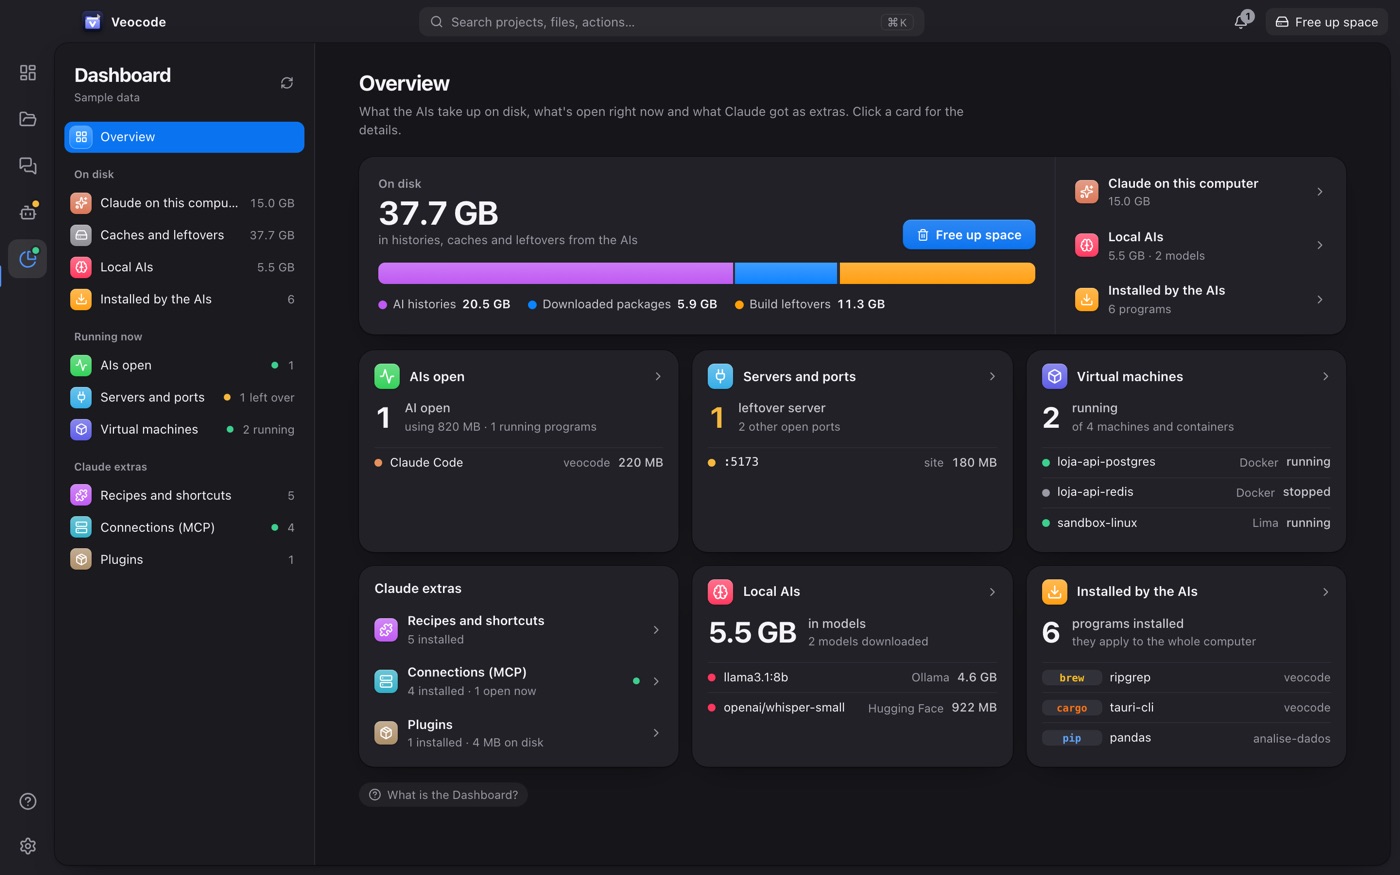 Veocode
Search projects, files, actions...
⌘K
1
Free up space
Dashboard
Sample data
Overview
On disk
Claude on this compu... 15.0 GB
Caches and leftovers 37.7 GB
Local AIs 5.5 GB
Installed by the AIs 6
Running now
AIs open 1
Servers and ports 1 left over
Virtual machines 2 running
Claude extras
Recipes and shortcuts 5
Connections (MCP) 4
Plugins 1
Overview
What the AIs take up on disk, what's open right now and what Claude got as extras. Click a card for the
details.
On disk
37.7 GB
in histories, caches and leftovers from the AIs
Free up space
AI histories 20.5 GB Downloaded packages 5.9 GB Build leftovers 11.3 GB
Claude on this computer
15.0 GB
Local AIs
5.5 GB · 2 models
Installed by the AIs
6 programs
AIs open
1 AI open
using 820 MB · 1 running programs
Claude Code veocode 220 MB
Servers and ports
1 leftover server
2 other open ports
:5173 site 180 MB
Virtual machines
2 running
of 4 machines and containers
loja-api-postgres Docker running
loja-api-redis Docker stopped
sandbox-linux Lima running
Claude extras
Recipes and shortcuts
5 installed
Connections (MCP)
4 installed · 1 open now
Plugins
1 installed · 4 MB on disk
Local AIs
5.5 GB in models
2 models downloaded
llama3.1:8b Ollama 4.6 GB
openai/whisper-small Hugging Face 922 MB
Installed by the AIs
6 programs installed
they apply to the whole computer
brew ripgrep veocode
cargo tauri-cli veocode
pip pandas analise-dados
What is the Dashboard?